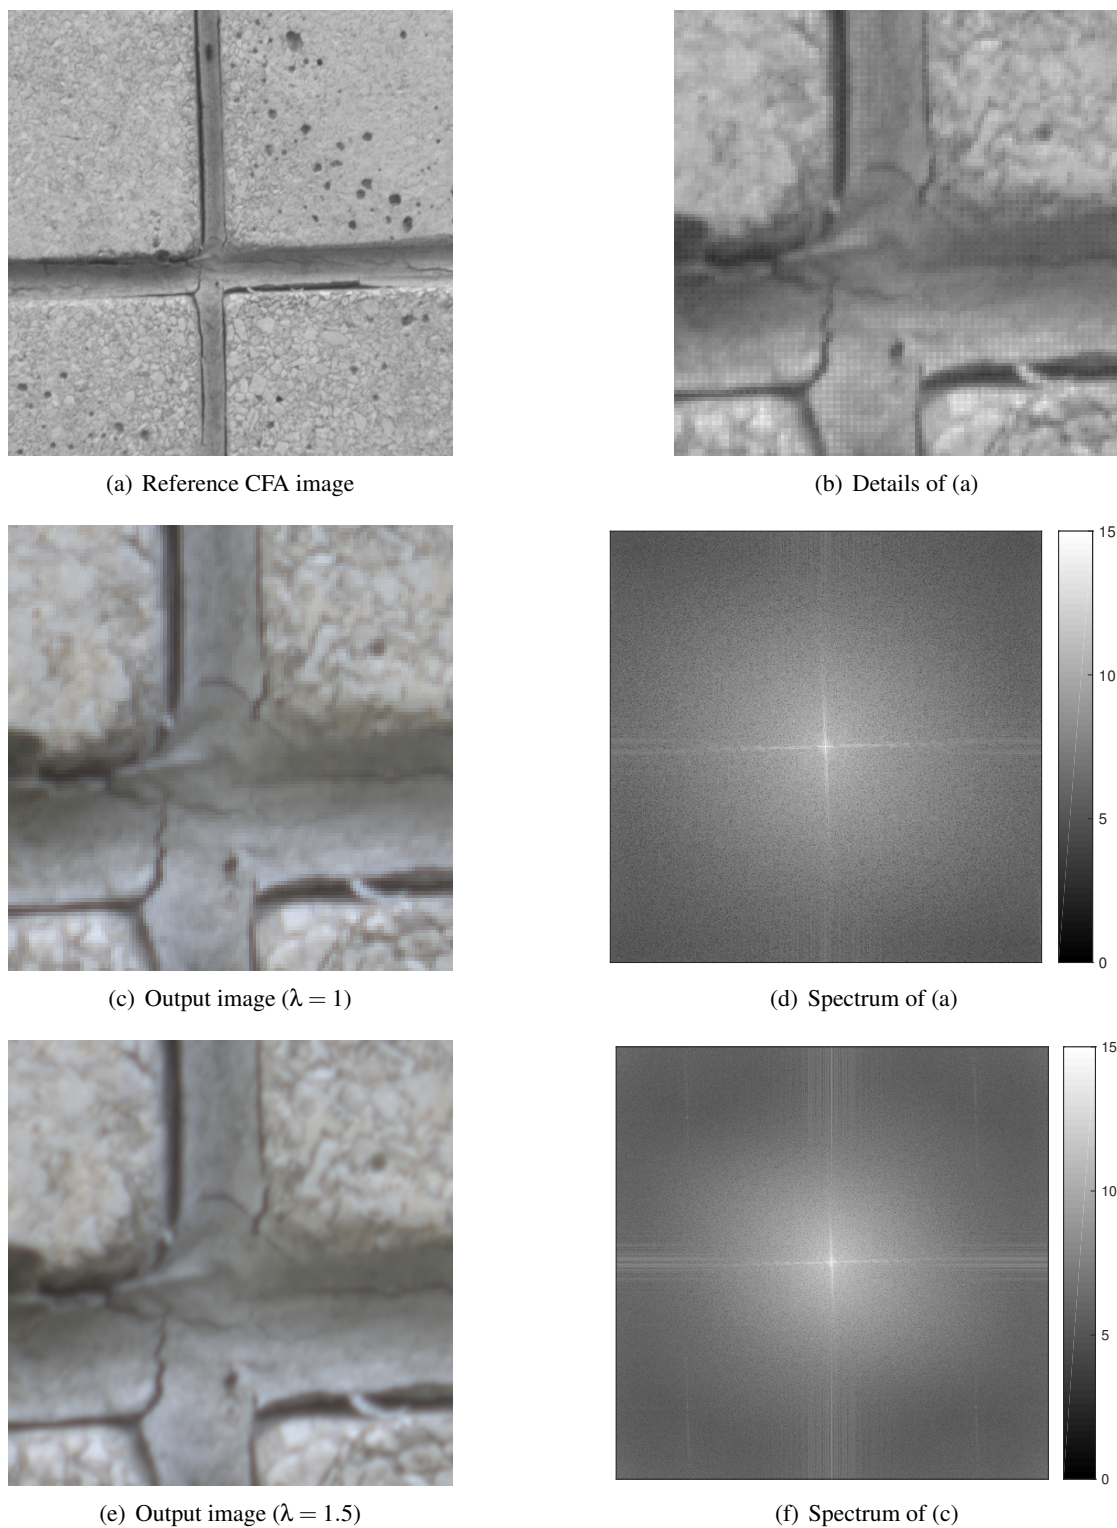 (a) Reference CFA image
(b) Details of (a)
15
10
5
0
(c) Output image (λ = 1)
(d) Spectrum of (a)
15
10
5
0
(e) Output image (λ = 1.5)
(f) Spectrum of (c)